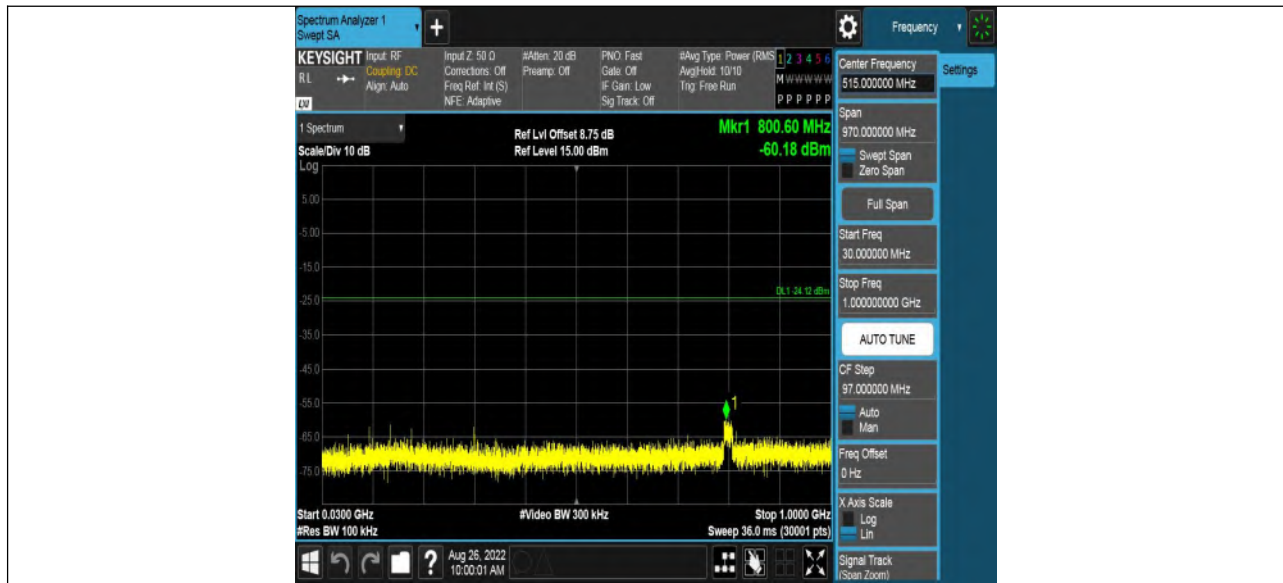 Spectrum Analyzer 1
Swept SA
Frequency
KEYSIGHT
R L
LXI
Input: RF
Coupling: DC
Align: Auto
Input Z: 50 Ω
Corrections: Off
Freq Ref: Int (S)
NFE: Adaptive
#Atten: 20 dB
Preamp: Off
PNO: Fast
Gate: Off
IF Gain: Low
Sig Track: Off
#Avg Type: Power (RMS
Avg|Hold: 10/10
Trig: Free Run
1 2 3 4 5 6
M W W W W W
P P P P P P
Center Frequency
515.000000 MHz
Settings
Span
970.000000 MHz
Swept Span
Zero Span
Full Span
Start Freq
30.000000 MHz
Stop Freq
1.000000000 GHz
AUTO TUNE
CF Step
97.000000 MHz
Auto
Man
Freq Offset
0 Hz
X Axis Scale
Log
Lin
Signal Track
(Span Zoom)
1 Spectrum
Scale/Div 10 dB
Log
Ref Lvl Offset 8.75 dB
Ref Level 15.00 dBm
Mkr1 800.60 MHz
-60.18 dBm
5.00
-5.00
-15.0
-25.0
DL1 -24.12 dBm
-35.0
-45.0
-55.0
1
-65.0
-75.0
Start 0.0300 GHz
#Video BW 300 kHz
Stop 1.0000 GHz
#Res BW 100 kHz
Sweep 36.0 ms (30001 pts)
?
Aug 26, 2022
10:00:01 AM